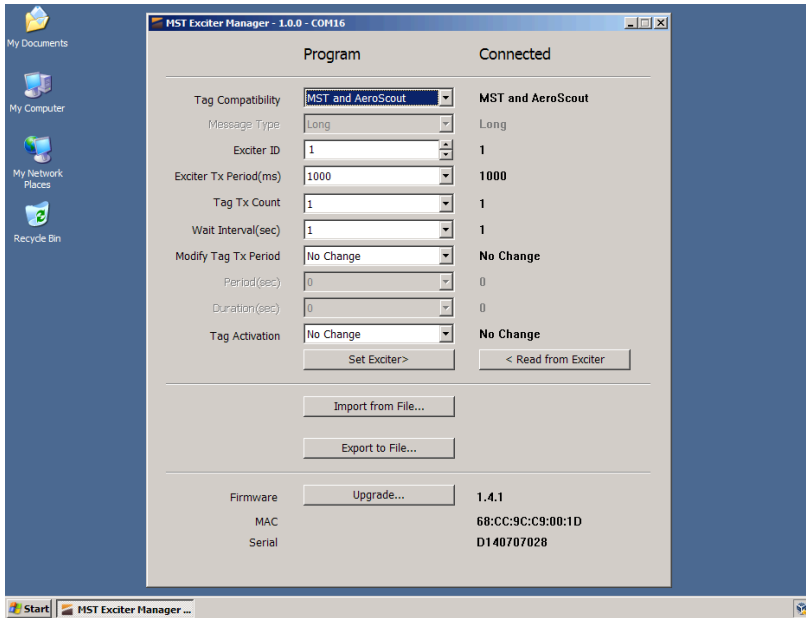 My Documents
My Computer
My Network
Places
Recycle Bin
MST Exciter Manager - 1.0.0 - COM16
Program Connected
Tag Compatibility MST and AeroScout MST and AeroScout
Message Type Long Long
Exciter ID 1 1
Exciter Tx Period(ms) 1000 1000
Tag Tx Count 1 1
Wait Interval(sec) 1 1
Modify Tag Tx Period No Change No Change
Period(sec) 0 0
Duration(sec) 0 0
Tag Activation No Change No Change
Set Exciter> < Read from Exciter
Import from File...
Export to File...
Firmware Upgrade... 1.4.1
MAC 68:CC:9C:C9:00:1D
Serial D140707028
Start MST Exciter Manager ...